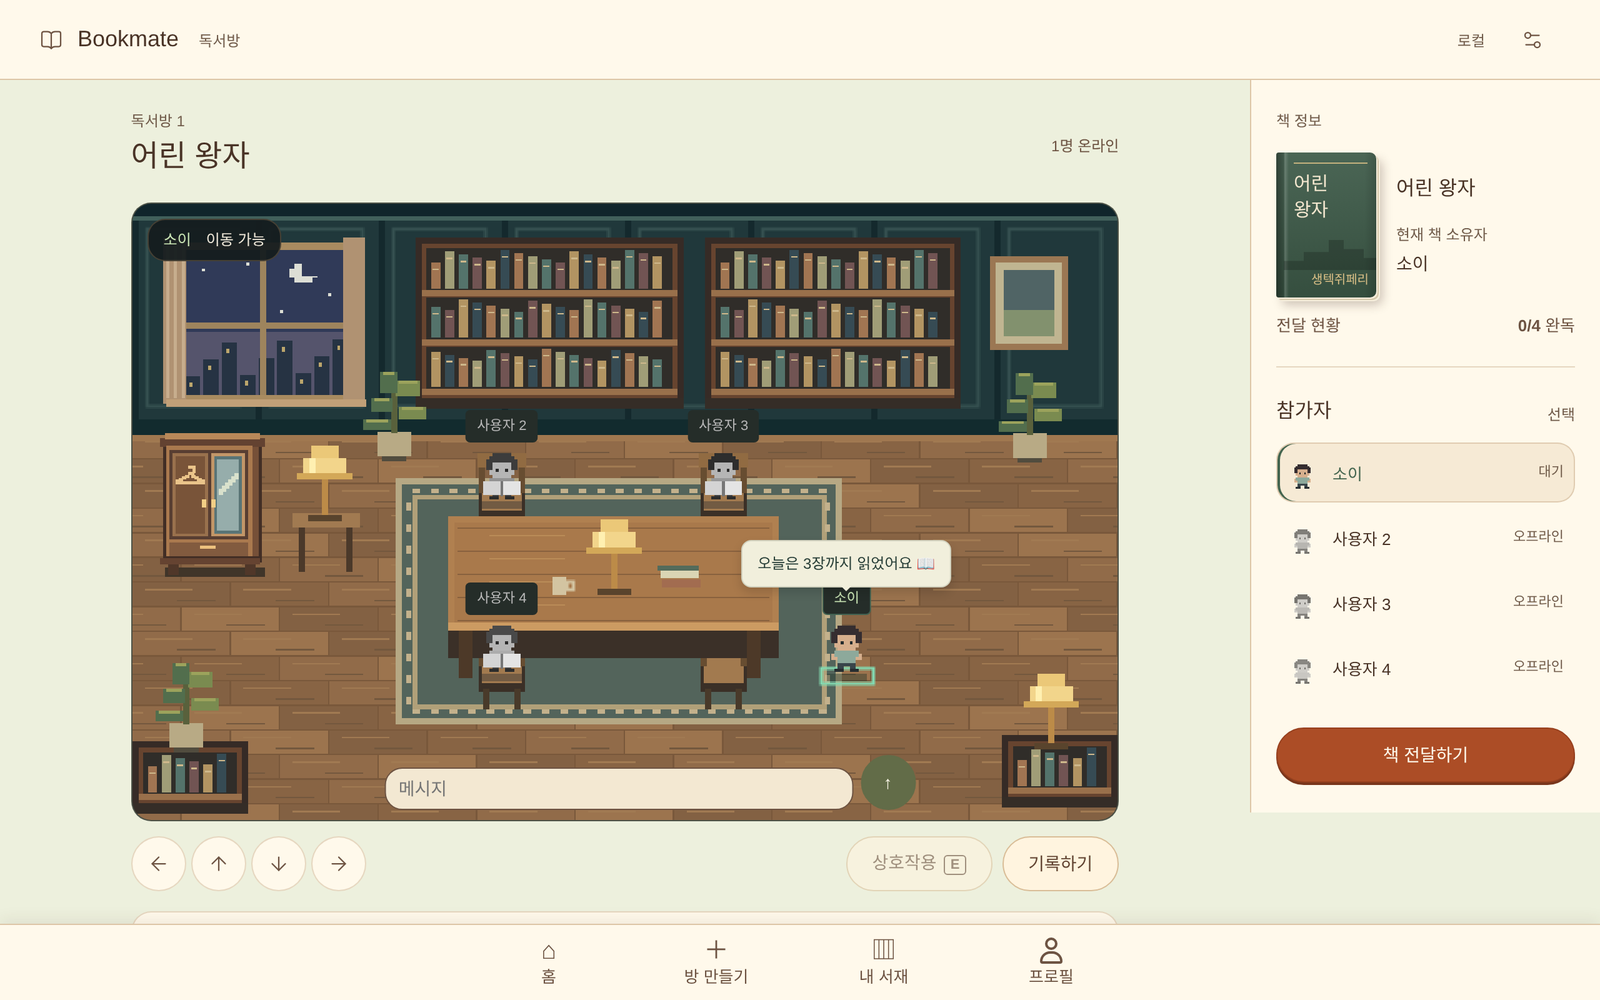 Bookmate 독서방
로컬
독서방 1
어린 왕자
1명 온라인
소이 이동 가능
사용자 2
사용자 3
오늘은 3장까지 읽었어요 📖
사용자 4
소이
메시지
↑
← ↑ ↓ →
상호작용 E
기록하기
책 정보
어린
왕자
생텍쥐페리
어린 왕자
현재 책 소유자
소이
전달 현황
0/4 완독
참가자
선택
소이
대기
사용자 2
오프라인
사용자 3
오프라인
사용자 4
오프라인
책 전달하기
홈
방 만들기
내 서재
프로필